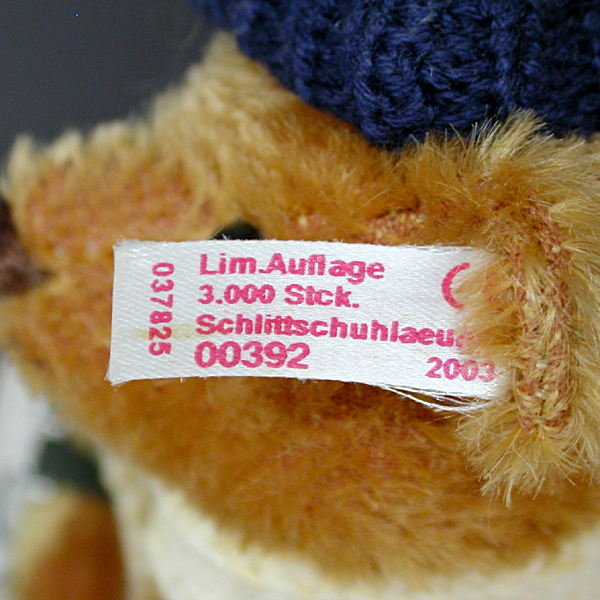 037825
Lim.Auflage
3.000 Stck.
Schlittschuhlaeu
00392
2003